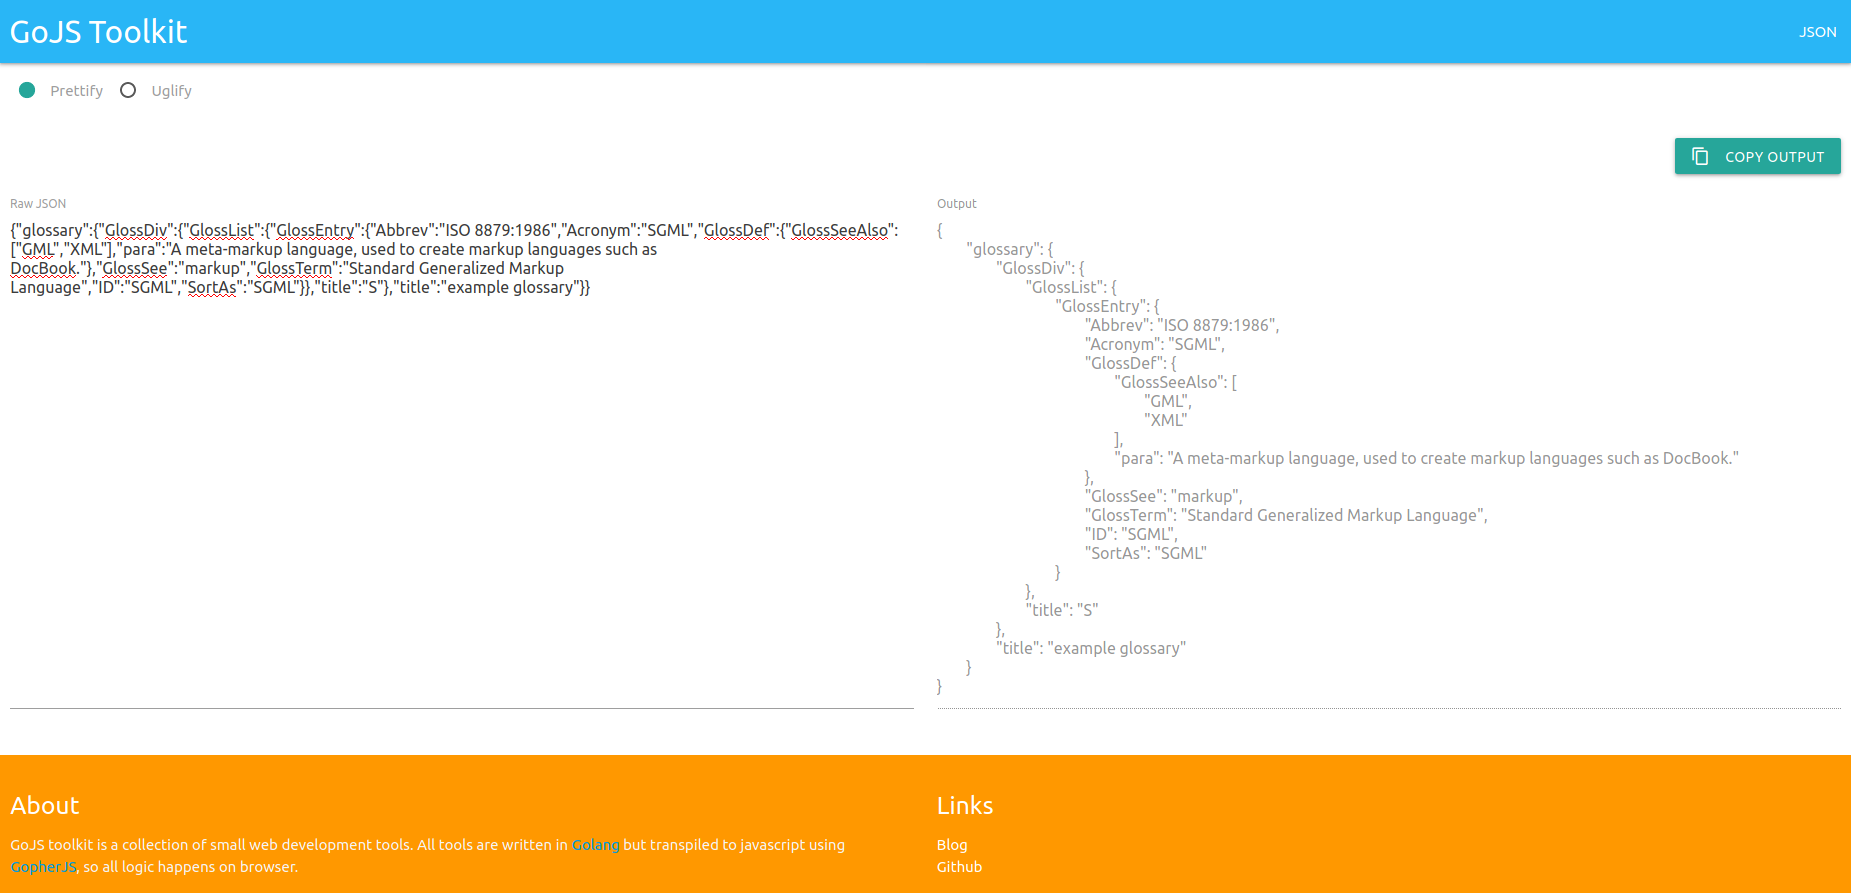 GoJS Toolkit
JSON
Prettify
Uglify
COPY OUTPUT
Raw JSON
{"glossary":{"GlossDiv":{"GlossList":{"GlossEntry":{"Abbrev":"ISO 8879:1986","Acronym":"SGML","GlossDef":{"GlossSeeAlso":
["GML","XML"],"para":"A meta-markup language, used to create markup languages such as
DocBook."},"GlossSee":"markup","GlossTerm":"Standard Generalized Markup
Language","ID":"SGML","SortAs":"SGML"}},"title":"S"},"title":"example glossary"}}
Output
{
"glossary": {
"GlossDiv": {
"GlossList": {
"GlossEntry": {
"Abbrev": "ISO 8879:1986",
"Acronym": "SGML",
"GlossDef": {
"GlossSeeAlso": [
"GML",
"XML"
],
"para": "A meta-markup language, used to create markup languages such as DocBook."
},
"GlossSee": "markup",
"GlossTerm": "Standard Generalized Markup Language",
"ID": "SGML",
"SortAs": "SGML"
}
},
"title": "S"
},
"title": "example glossary"
}
}
About
GoJS toolkit is a collection of small web development tools. All tools are written in Golang but transpiled to javascript using
GopherJS, so all logic happens on browser.
Links
Blog
Github